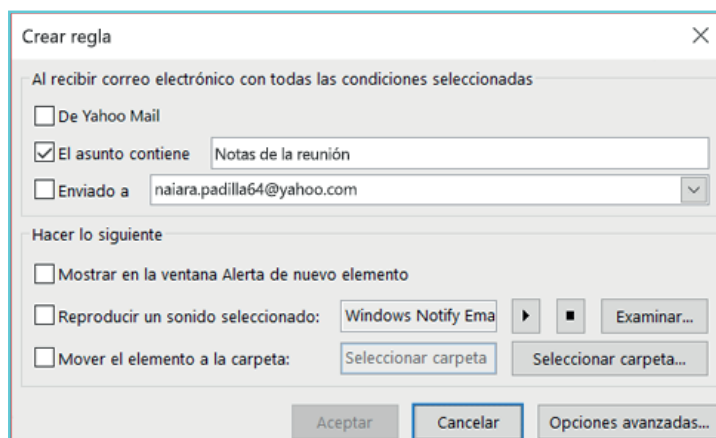 Crear regla
Al recibir correo electrónico con todas las condiciones seleccionadas
De Yahoo Mail
El asunto contiene Notas de la reunión
Enviado a naiara.padilla64@yahoo.com
Hacer lo siguiente
Mostrar en la ventana Alerta de nuevo elemento
Reproducir un sonido seleccionado: Windows Notify Ema Examinar...
Mover el elemento a la carpeta: Seleccionar carpeta Seleccionar carpeta...
Aceptar Cancelar Opciones avanzadas...